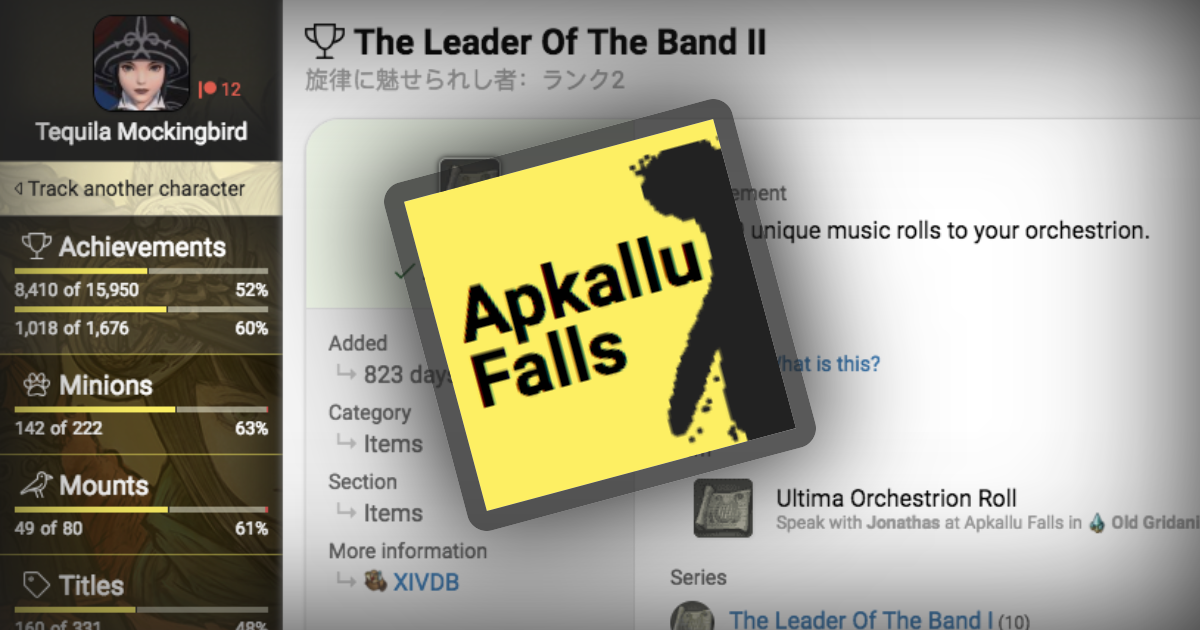 12
Tequila Mockingbird
Track another character
Achievements
8,410 of 15,950 52%
1,018 of 1,676 60%
Minions
142 of 222 63%
Mounts
49 of 80 61%
Titles
160 of 331 48%
The Leader Of The Band II
旋律に魅せられし者：ランク2
unique music rolls to your orchestrion.
Added
823 days
Category
Items
Section
Items
More information
XIVDB
Apkallu
Falls
What is this?
Ultima Orchestrion Roll
Speak with Jonathas at Apkallu Falls in Old
Series
The Leader Of The Band I (10)